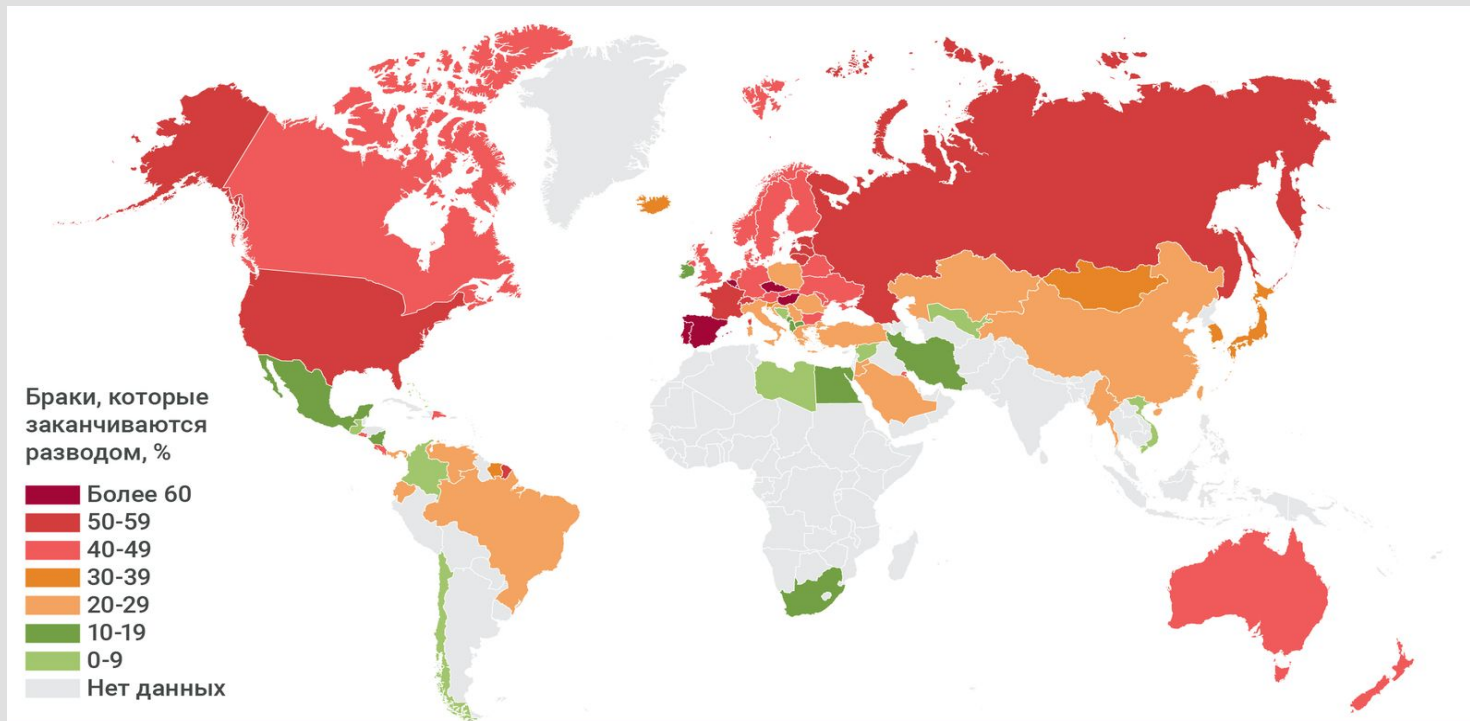 Браки, которые
заканчиваются
разводом, %
Более 60
50-59
40-49
30-39
20-29
10-19
0-9
Нет данных